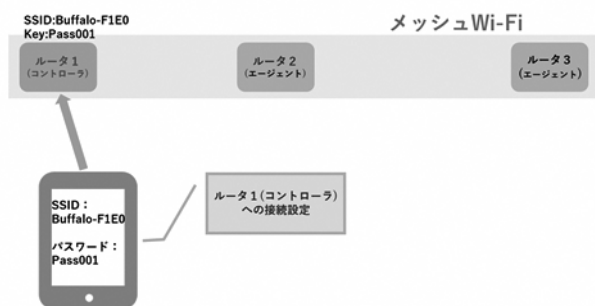 SSID:Buffalo-F1E0
Key:Pass001
メッシュWi-Fi
ルータ1
(コントローラ)
ルータ2
(エージェント)
ルータ3
(エージェント)
SSID：
Buffalo-F1E0
パスワード：
Pass001
ルータ1(コントローラ)
への接続設定